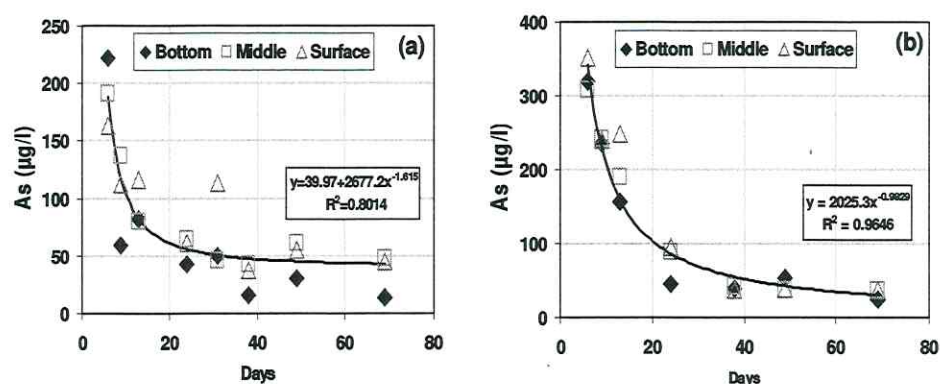 250
200
150
100
50
0
As (µg/l)
(a)
Bottom Middle Surface
y=39.97+2677.2x-1.615
R2=0.8014
0 20 40 60 80
Days
400
300
200
100
0
As (µg/l)
(b)
Bottom Middle Surface
y = 2025.3x-0.9829
R2 = 0.9646
0 20 40 60 80
Days